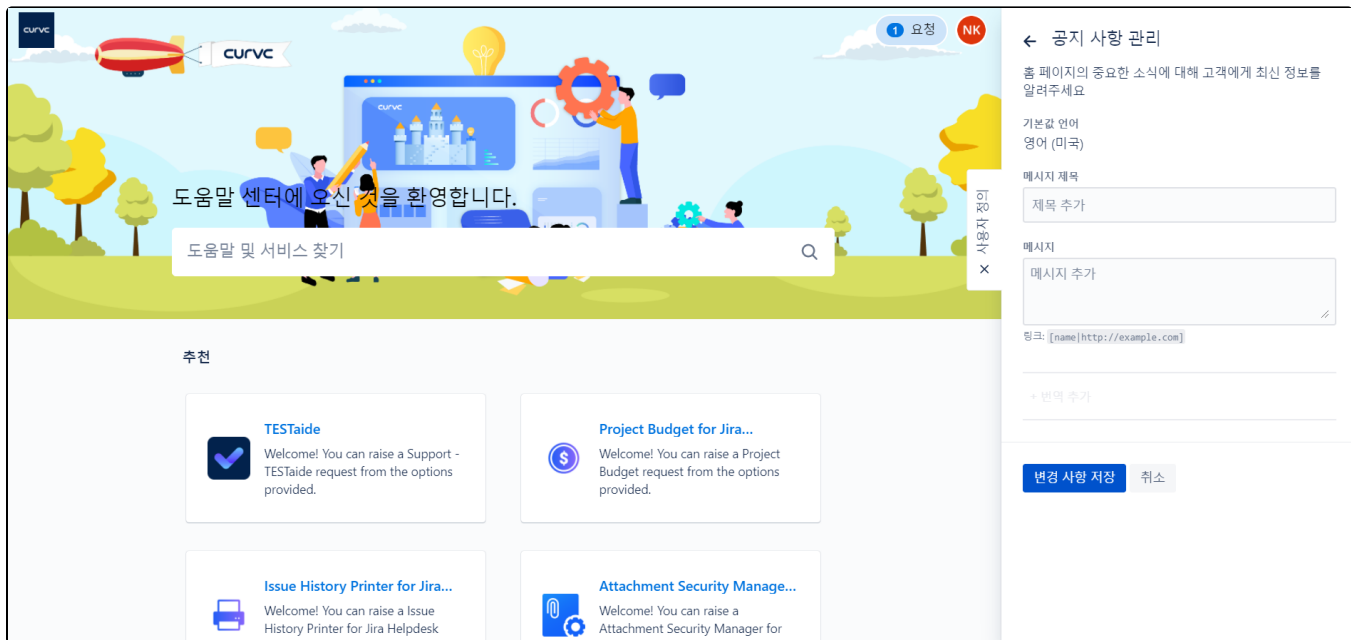 curvc
curvc
curvc
1 요청
NK
도움말 센터에 오신 것을 환영합니다.
도움말 및 서비스 찾기
추천
TESTaide
Welcome! You can raise a Support -
TESTaide request from the options
provided.
Project Budget for Jira...
Welcome! You can raise a Project
Budget request from the options
provided.
Issue History Printer for Jira...
Welcome! You can raise a Issue
History Printer for Jira Helpdesk
Attachment Security Manage...
Welcome! You can raise a
Attachment Security Manager for
× 사용자 정의
← 공지 사항 관리
홈 페이지의 중요한 소식에 대해 고객에게 최신 정보를
알려주세요
기본값 언어
영어 (미국)
메시지 제목
제목 추가
메시지
메시지 추가
링크: [name|http://example.com]
+ 번역 추가
변경 사항 저장
취소